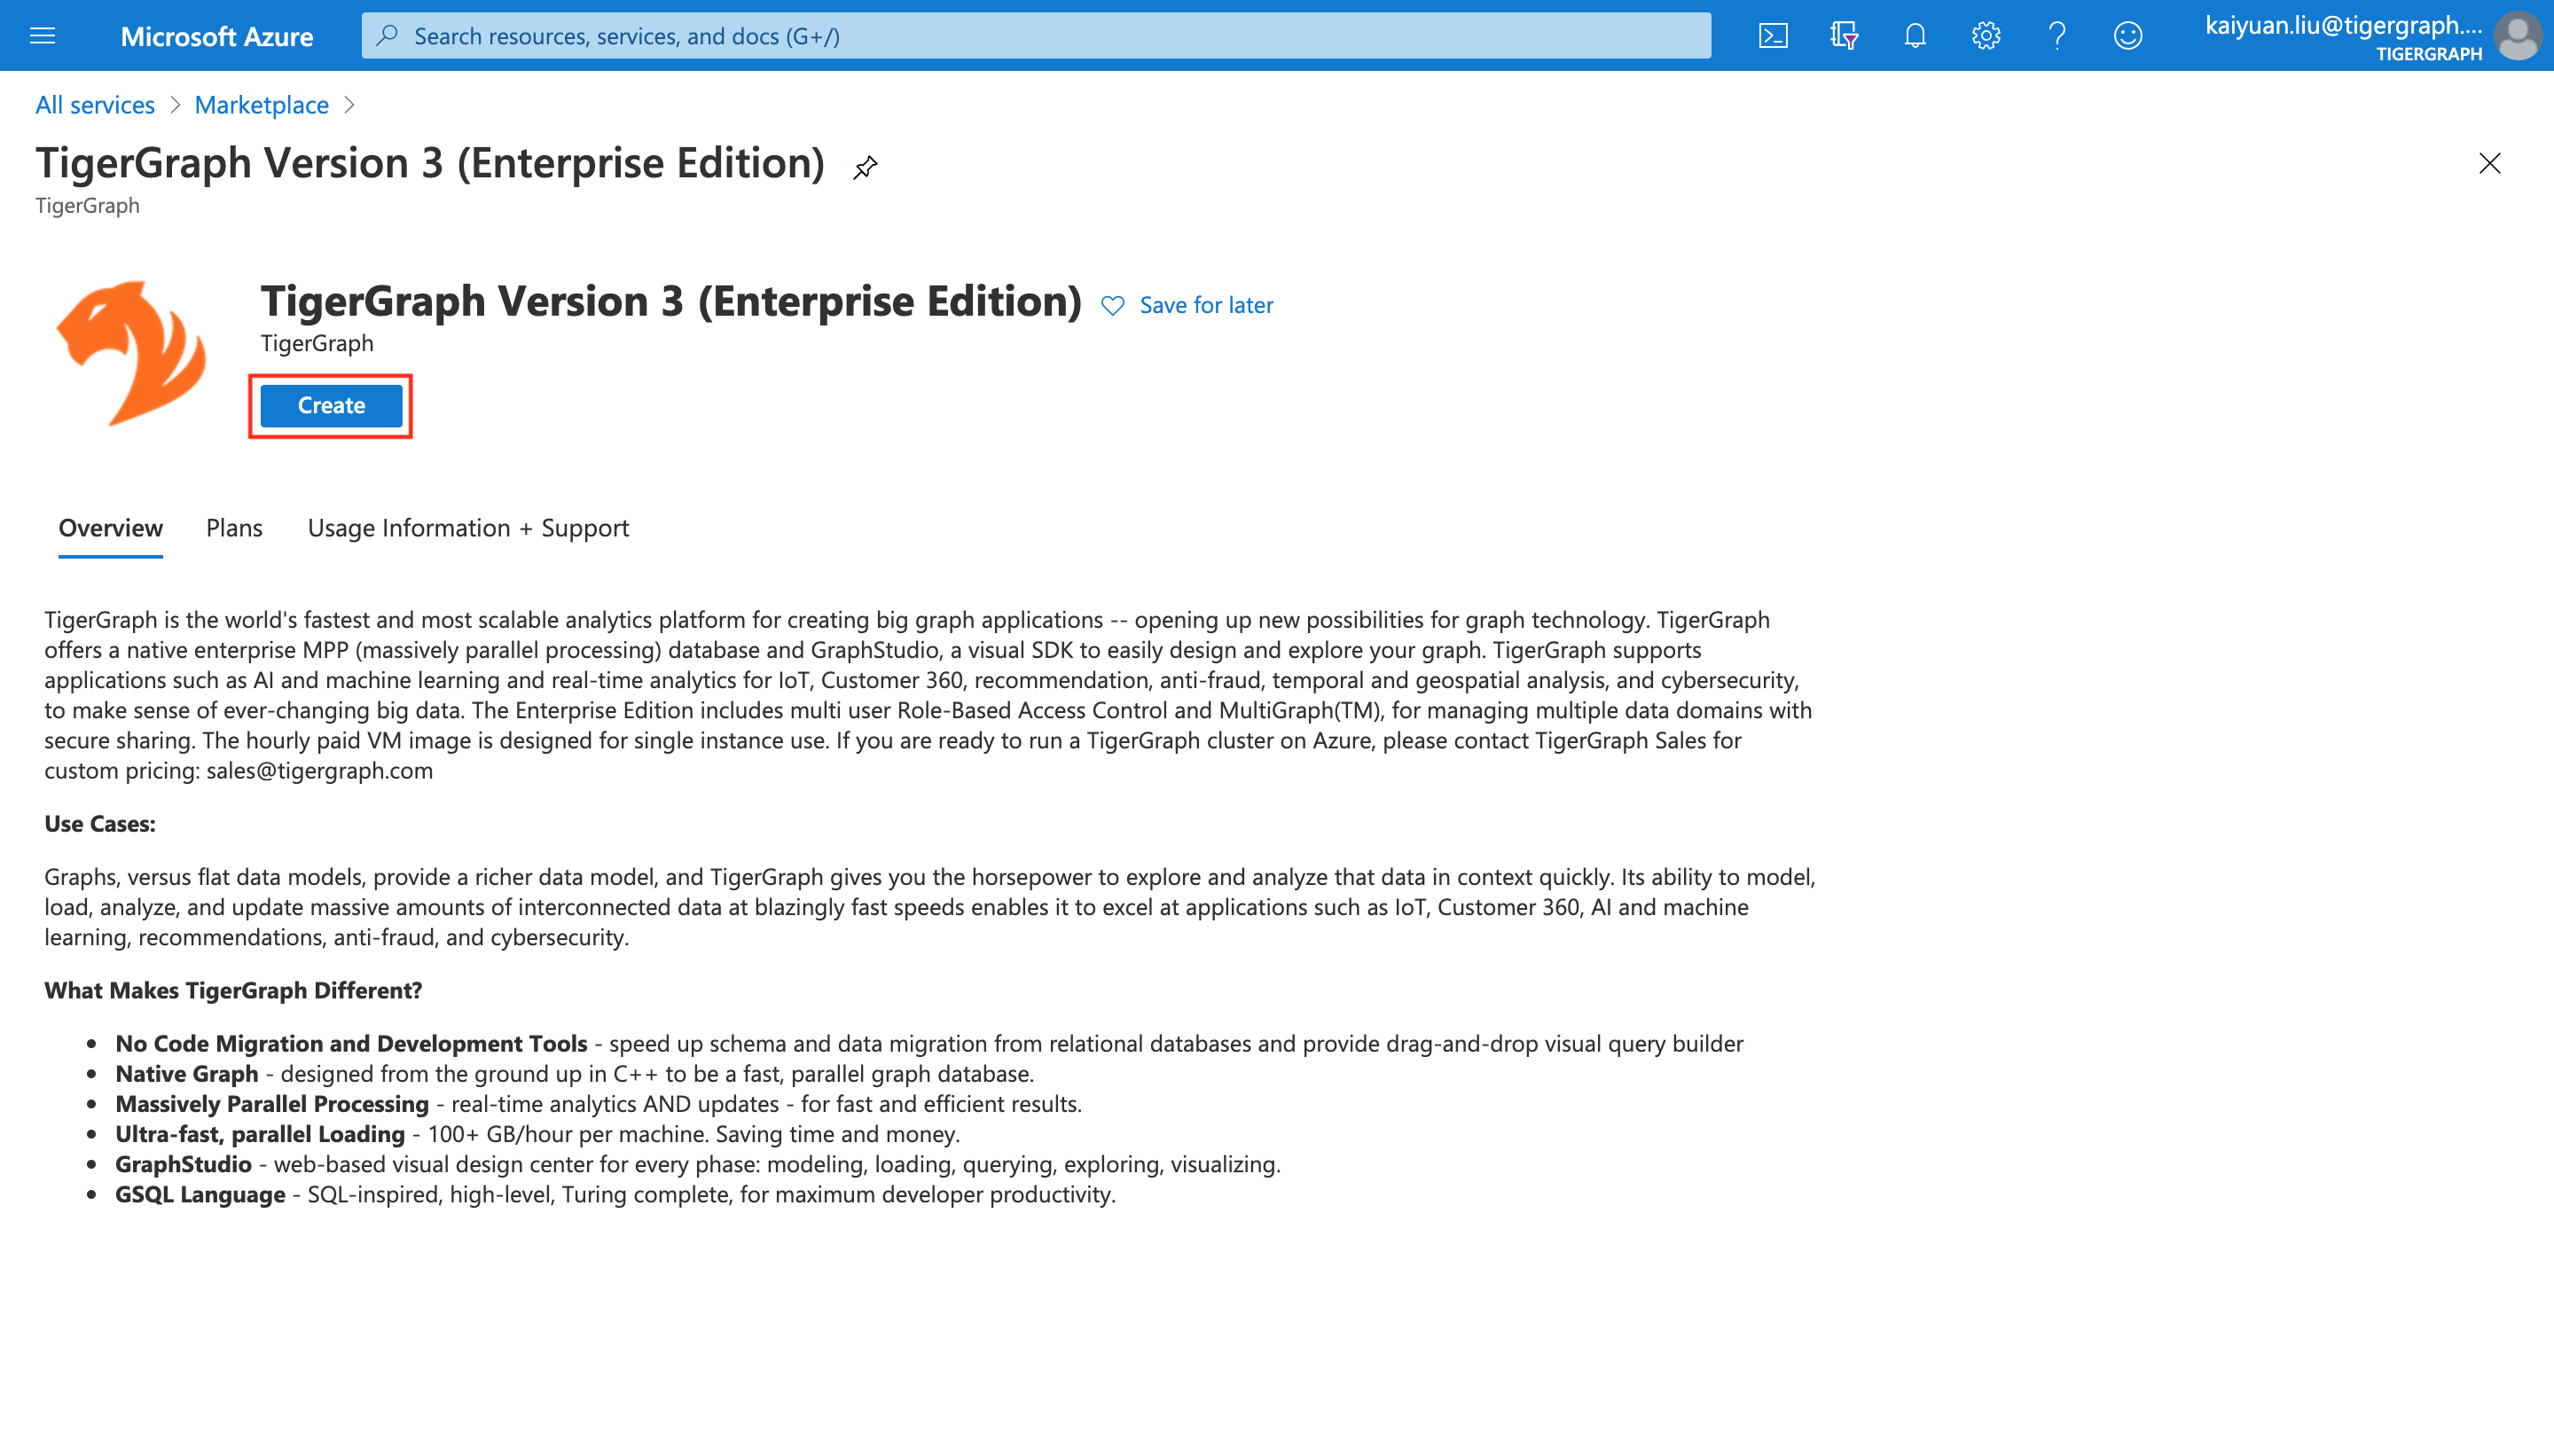 Microsoft Azure
Search resources, services, and docs (G+/)
kaiyuan.liu@tigergraph....
TIGERGRAPH
All services > Marketplace >
TigerGraph Version 3 (Enterprise Edition)
TigerGraph
TigerGraph Version 3 (Enterprise Edition)
Save for later
TigerGraph
Create
Overview
Plans
Usage Information + Support
TigerGraph is the world's fastest and most scalable analytics platform for creating big graph applications -- opening up new possibilities for graph technology. TigerGraph
offers a native enterprise MPP (massively parallel processing) database and GraphStudio, a visual SDK to easily design and explore your graph. TigerGraph supports
applications such as AI and machine learning and real-time analytics for IoT, Customer 360, recommendation, anti-fraud, temporal and geospatial analysis, and cybersecurity,
to make sense of ever-changing big data. The Enterprise Edition includes multi user Role-Based Access Control and MultiGraph(TM), for managing multiple data domains with
secure sharing. The hourly paid VM image is designed for single instance use. If you are ready to run a TigerGraph cluster on Azure, please contact TigerGraph Sales for
custom pricing: sales@tigergraph.com
Use Cases:
Graphs, versus flat data models, provide a richer data model, and TigerGraph gives you the horsepower to explore and analyze that data in context quickly. Its ability to model,
load, analyze, and update massive amounts of interconnected data at blazingly fast speeds enables it to excel at applications such as IoT, Customer 360, AI and machine
learning, recommendations, anti-fraud, and cybersecurity.
What Makes TigerGraph Different?
• No Code Migration and Development Tools - speed up schema and data migration from relational databases and provide drag-and-drop visual query builder
• Native Graph - designed from the ground up in C++ to be a fast, parallel graph database.
• Massively Parallel Processing - real-time analytics AND updates - for fast and efficient results.
• Ultra-fast, parallel Loading - 100+ GB/hour per machine. Saving time and money.
• GraphStudio - web-based visual design center for every phase: modeling, loading, querying, exploring, visualizing.
• GSQL Language - SQL-inspired, high-level, Turing complete, for maximum developer productivity.